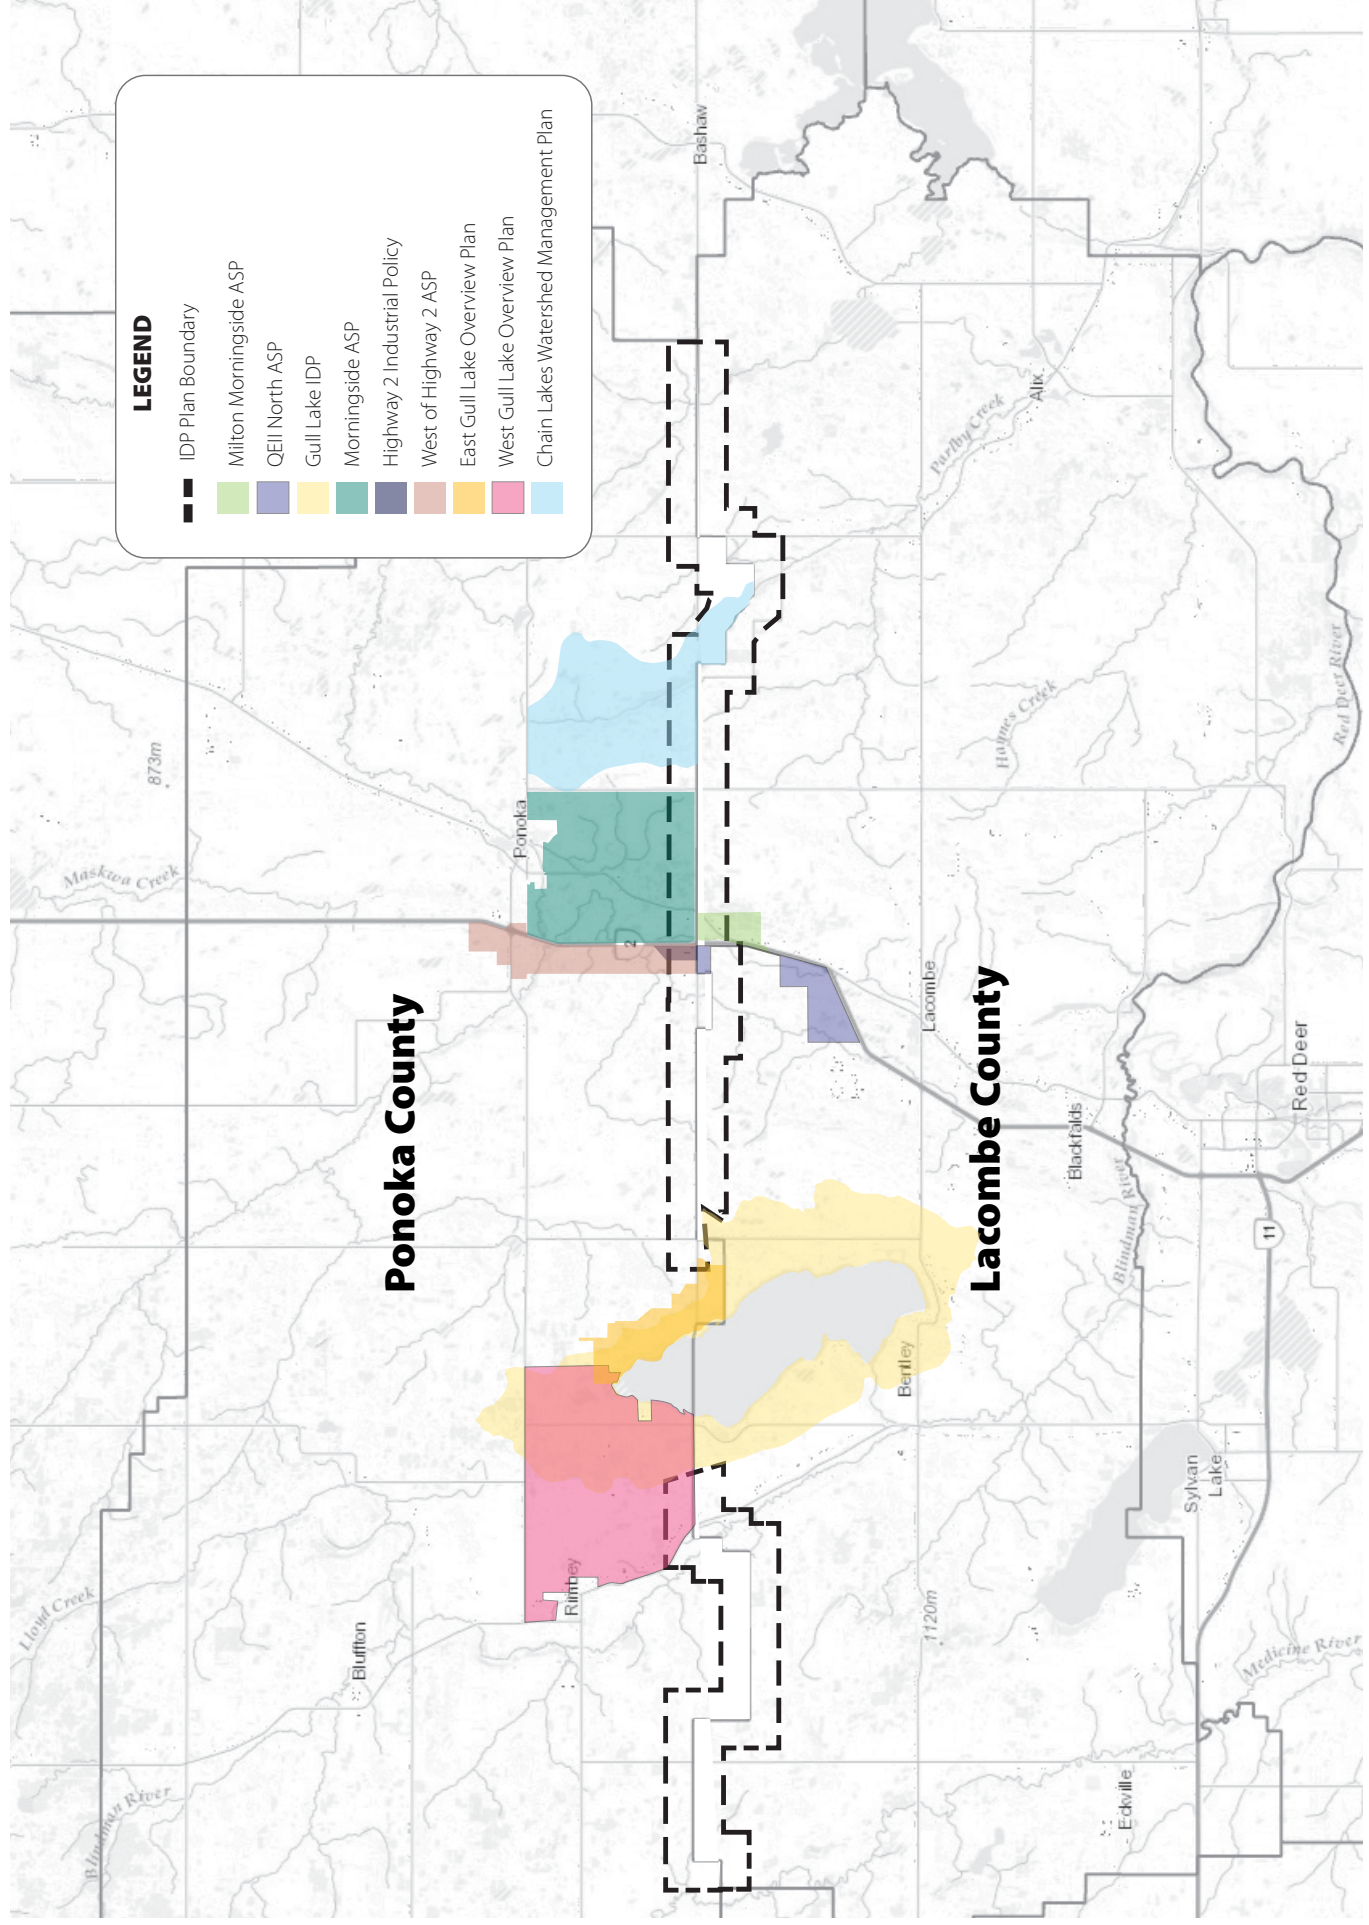 LEGEND
IDP Plan Boundary
Milton Morningside ASP
QEII North ASP
Gull Lake IDP
Morningside ASP
Highway 2 Industrial Policy
West of Highway 2 ASP
East Gull Lake Overview Plan
West Gull Lake Overview Plan
Chain Lakes Watershed Management Plan
Ponoka County
Lacombe County
Lloyd Creek
Maskwa Creek
873m
Blindman River
Bluffton
Rimbey
Ponoka
2
Bashaw
Bentley
Lacombe
Parlby Creek
Alix
Haynes Creek
1120m
Blackfalds
Blindman River
Eckville
Sylvan
Lake
Medicine River
11
Red Deer
Red Deer River